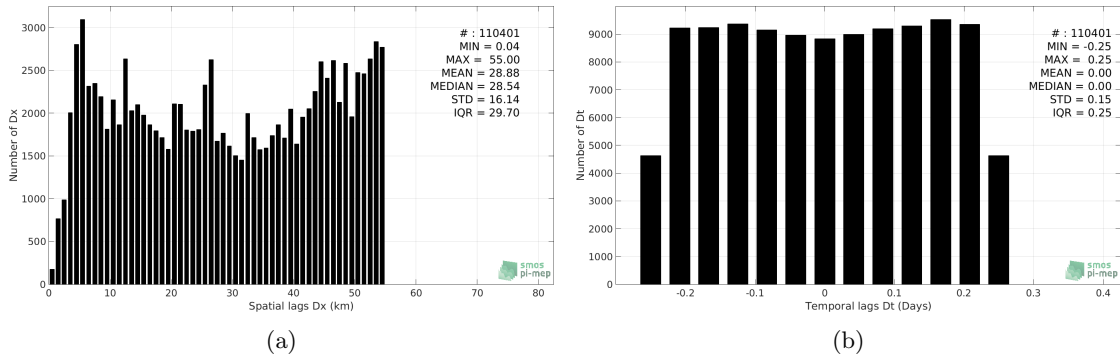 3000
2500
2000
1500
1000
500
0
Number of Dx
# : 110401
MIN = 0.04
MAX = 55.00
MEAN = 28.88
MEDIAN = 28.54
STD = 16.14
IQR = 29.70
smos
pi-mep
0 10 20 30 40 50 60 70 80
Spatial lags Dx (km)
(a)
9000
8000
7000
6000
5000
4000
3000
2000
1000
0
Number of Dt
# : 110401
MIN = -0.25
MAX = 0.25
MEAN = 0.00
MEDIAN = 0.00
STD = 0.15
IQR = 0.25
smos
pi-mep
-0.2 -0.1 0 0.1 0.2 0.3 0.4
Temporal lags Dt (Days)
(b)